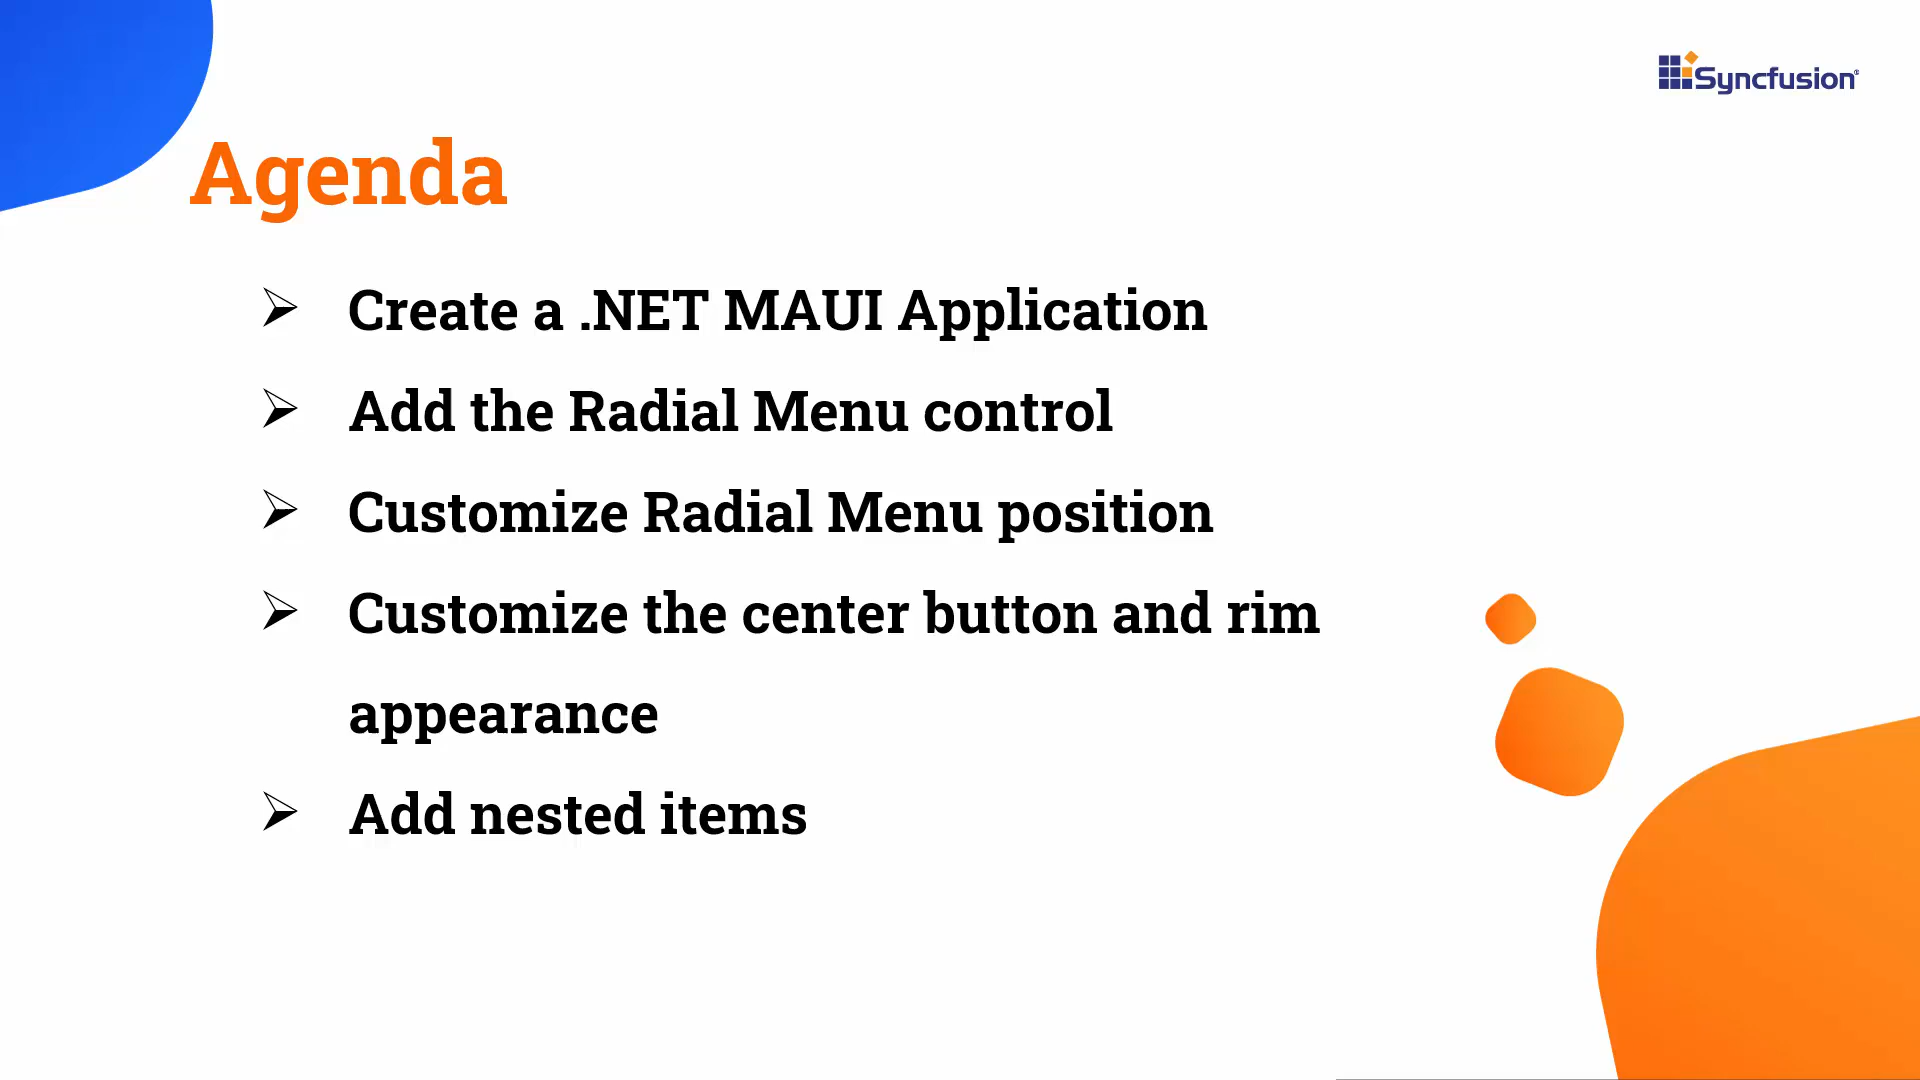 Syncfusion®
Agenda
➢ Create a .NET MAUI Application
➢ Add the Radial Menu control
➢ Customize Radial Menu position
➢ Customize the center button and rim
appearance
➢ Add nested items